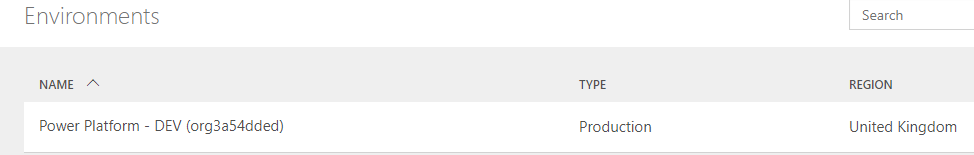 Environments
Search
NAME TYPE REGION
Power Platform - DEV (org3a54dded) Production United Kingdom